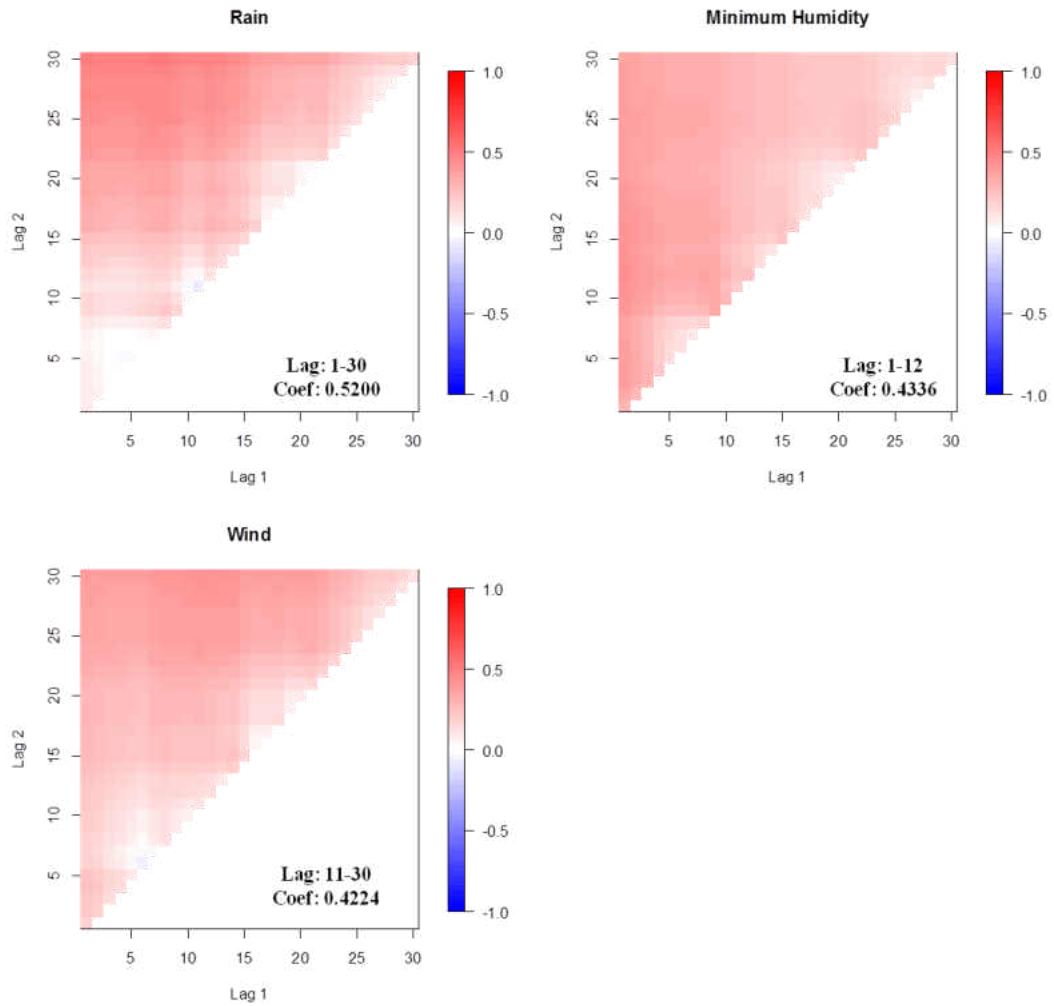 Rain
30
25
20
15
10
5
Lag 2
5 10 15 20 25 30
Lag 1
1.0
0.5
0.0
-0.5
-1.0
Lag: 1-30
Coef: 0.5200
Minimum Humidity
30
25
20
15
10
5
Lag 2
5 10 15 20 25 30
Lag 1
1.0
0.5
0.0
-0.5
-1.0
Lag: 1-12
Coef: 0.4336
Wind
30
25
20
15
10
5
Lag 2
5 10 15 20 25 30
Lag 1
1.0
0.5
0.0
-0.5
-1.0
Lag: 11-30
Coef: 0.4224